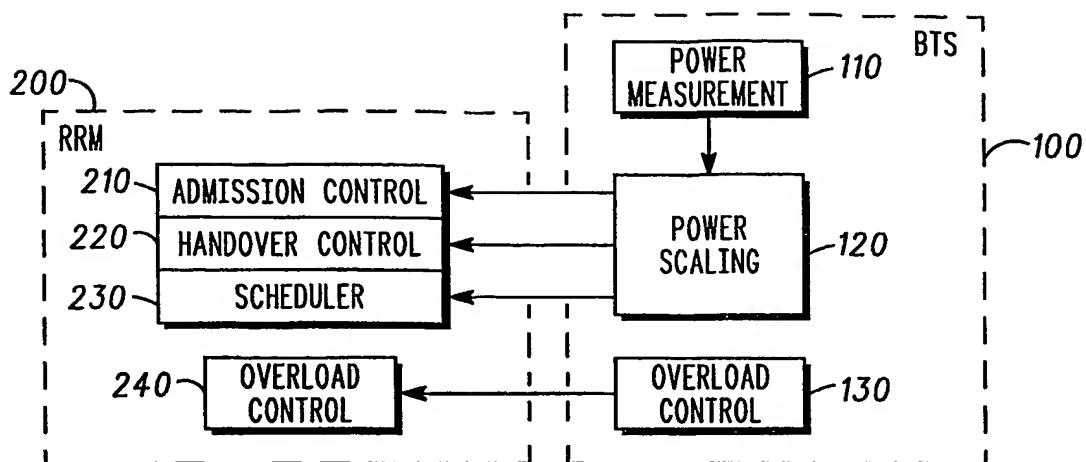 BTS
POWER
MEASUREMENT
110
200
RRM
100
210
ADMISSION CONTROL
220
HANDOVER CONTROL
230
SCHEDULER
POWER
SCALING
120
240
OVERLOAD
CONTROL
OVERLOAD
CONTROL
130